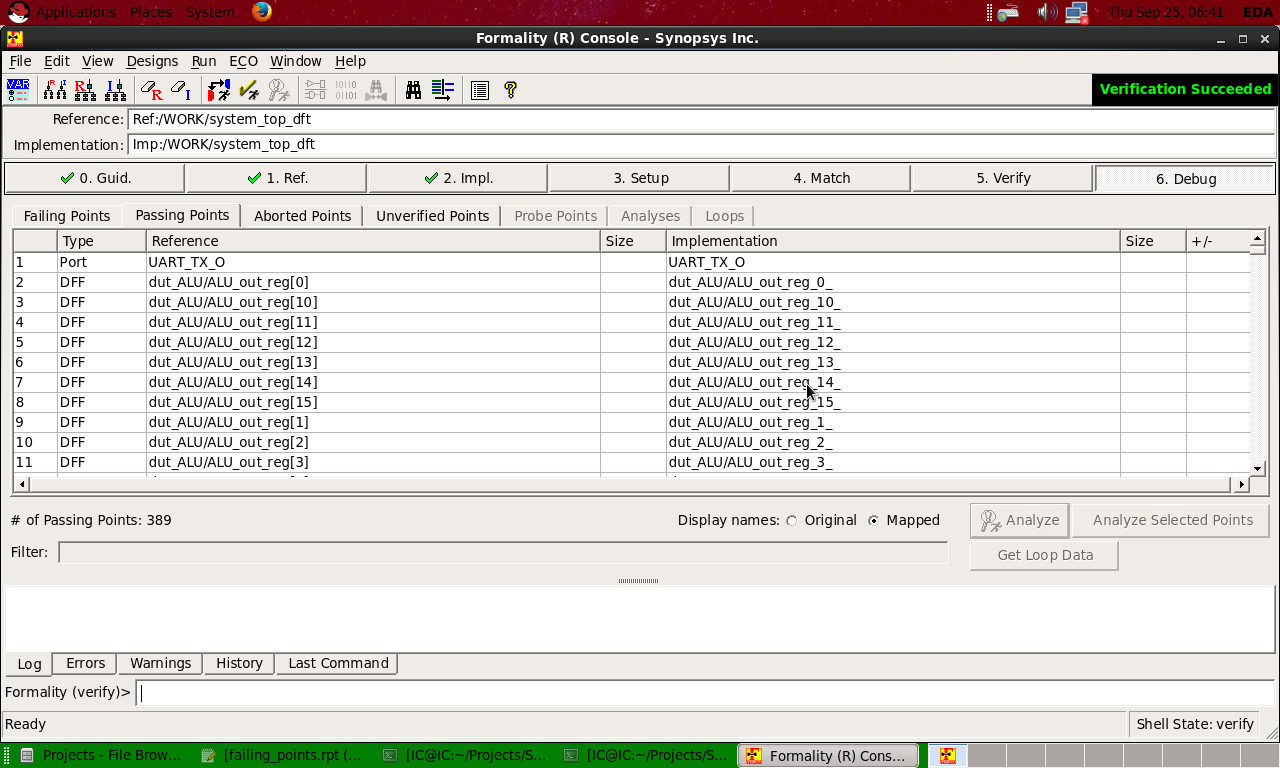 Applications Places System Thu Sep 25, 06:41 EDA
Formality (R) Console - Synopsys Inc.
File Edit View Designs Run ECO Window Help
VAR Verification Succeeded
Reference: Ref:/WORK/system_top_dft
Implementation: Imp:/WORK/system_top_dft
0. Guid. 1. Ref. 2. Impl. 3. Setup 4. Match 5. Verify 6. Debug
Failing Points Passing Points Aborted Points Unverified Points Probe Points Analyses Loops
Type Reference Size Implementation Size +/-
1 Port UART_TX_O UART_TX_O
2 DFF dut_ALU/ALU_out_reg[0] dut_ALU/ALU_out_reg_0_
3 DFF dut_ALU/ALU_out_reg[10] dut_ALU/ALU_out_reg_10_
4 DFF dut_ALU/ALU_out_reg[11] dut_ALU/ALU_out_reg_11_
5 DFF dut_ALU/ALU_out_reg[12] dut_ALU/ALU_out_reg_12_
6 DFF dut_ALU/ALU_out_reg[13] dut_ALU/ALU_out_reg_13_
7 DFF dut_ALU/ALU_out_reg[14] dut_ALU/ALU_out_reg_14_
8 DFF dut_ALU/ALU_out_reg[15] dut_ALU/ALU_out_reg_15_
9 DFF dut_ALU/ALU_out_reg[1] dut_ALU/ALU_out_reg_1_
10 DFF dut_ALU/ALU_out_reg[2] dut_ALU/ALU_out_reg_2_
11 DFF dut_ALU/ALU_out_reg[3] dut_ALU/ALU_out_reg_3_
# of Passing Points: 389 Display names: Original Mapped Analyze Analyze Selected Points
Filter: Get Loop Data
Log Errors Warnings History Last Command
Formality (verify)>
Ready Shell State: verify
Projects - File Brow... [failing_points.rpt (... [IC@IC:~/Projects/S... [IC@IC:~/Projects/S... Formality (R) Cons...